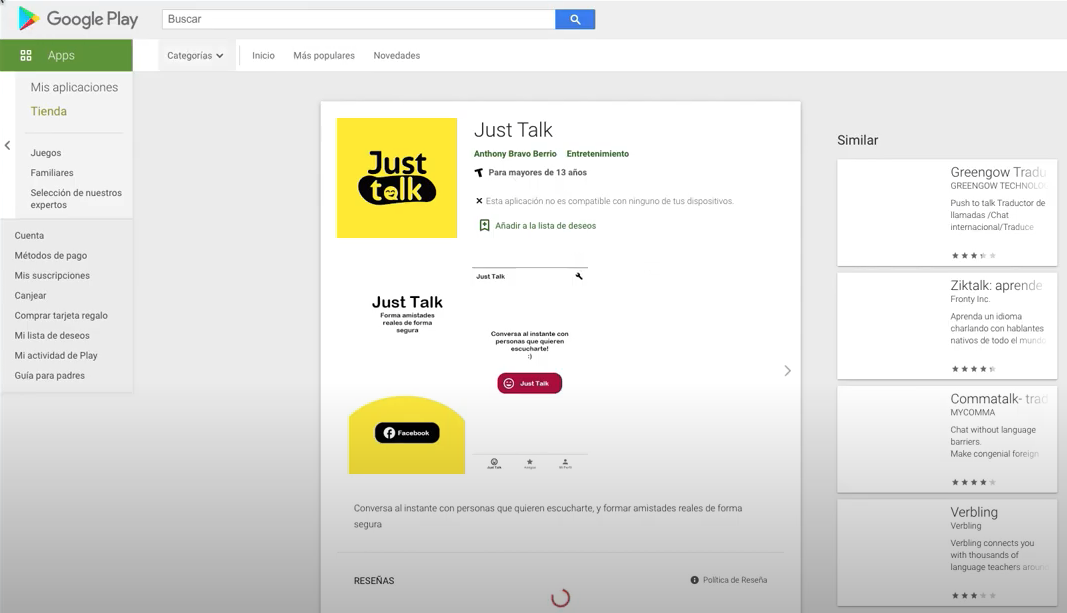 Google Play
Buscar
Apps
Categorías
Inicio
Más populares
Novedades
Mis aplicaciones
Tienda
Juegos
Familiares
Selección de nuestros
expertos
Cuenta
Métodos de pago
Mis suscripciones
Canjear
Comprar tarjeta regalo
Mi lista de deseos
Mi actividad de Play
Guía para padres
Just
talk
Just Talk
Anthony Bravo Berrio Entretenimiento
Para mayores de 13 años
Esta aplicación no es compatible con ninguno de tus dispositivos.
Añadir a la lista de deseos
Just Talk
Forma amistades
reales de forma
segura
Facebook
Just Talk
Conversa al instante con
personas que quieren
escucharte!
:)
Just Talk
Just Talk
Conversa al instante con personas que quieren escucharte, y formar amistades reales de forma
segura
RESEÑAS
Política de Reseña
Similar
Greengow Tradu
GREENGOW TECHNOLO
Push to talk Traductor de
llamadas /Chat
internacional/Traduce
Ziktalk: aprende
Fronty Inc.
Aprenda un idioma
charlando con hablantes
nativos de todo el mundo
Commatalk- trad
MYCOMMA
Chat without language
barriers.
Make congenial foreign
Verbling
Verbling
Verbling connects you
with thousands of
language teachers around